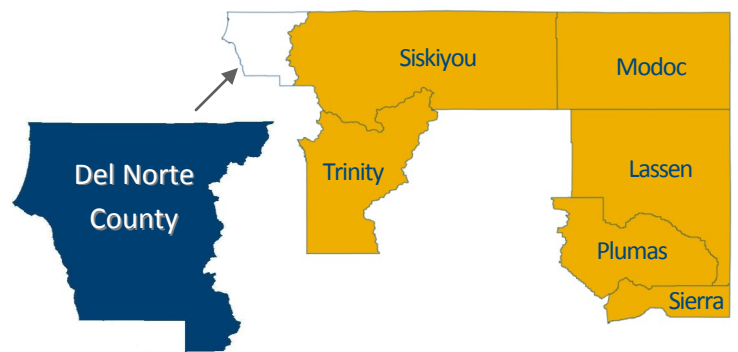 Siskiyou
Modoc
Del Norte
County
Trinity
Lassen
Plumas
Sierra